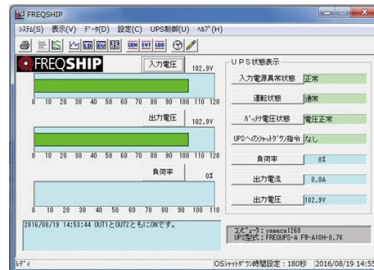 FREQSHIP
ｼｽﾃﾑ(S) 表示(V) ﾃﾞｰﾀ(D) 設定(C) UPS制御(U) ﾍﾙﾌﾟ(H)
FREQSHIP
入力電圧 102.9V
0 10 20 30 40 50 60 70 80 90 100 110 120
出力電圧 102.9V
0 10 20 30 40 50 60 70 80 90 100 110 120
負荷率 0%
0 10 20 30 40 50 60 70 80 90 100 110
2016/08/19 14:53:44 OUT1とOUT2ともにONです。
UPS状態表示
入力電源異常状態 正常
運転状態 通常
ﾊﾞｯﾃﾘ電圧状態 電圧正常
UPSへのｼｬｯﾄﾀﾞｳﾝ指令 なし
負荷率 0%
出力電流 0.0A
出力電圧 102.9V
ｺﾝﾋﾟｭｰﾀ: yamaca1268
UPS型式: FREQUPS-A FW-A10H-0.7K
ﾚﾃﾞｨ OSｼｬｯﾄﾀﾞｳﾝ時間設定: 180秒 2016/08/19 14:55